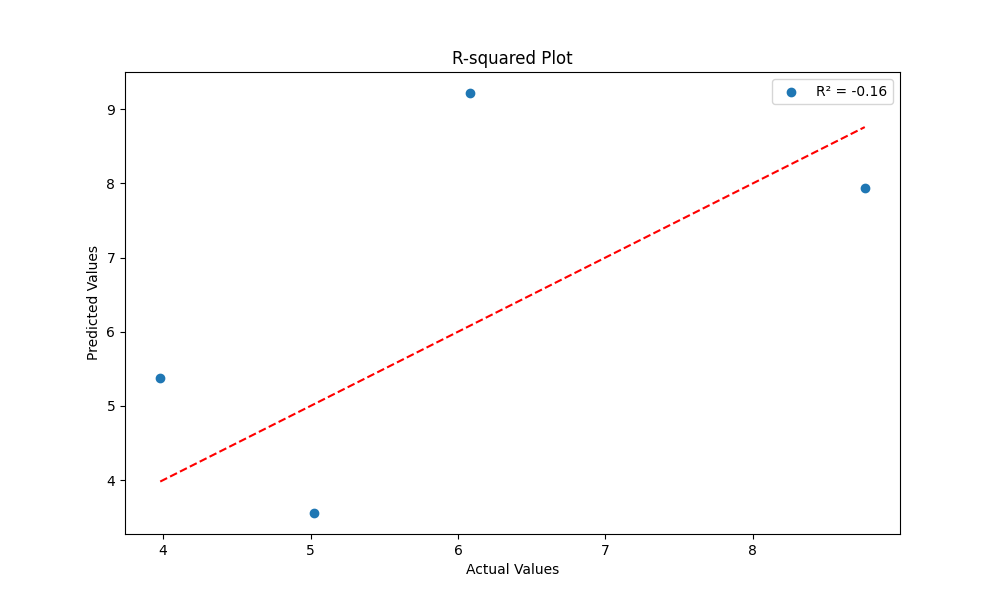 R-squared Plot
R² = -0.16
9
8
7
6
5
4
Predicted Values
4 5 6 7 8
Actual Values